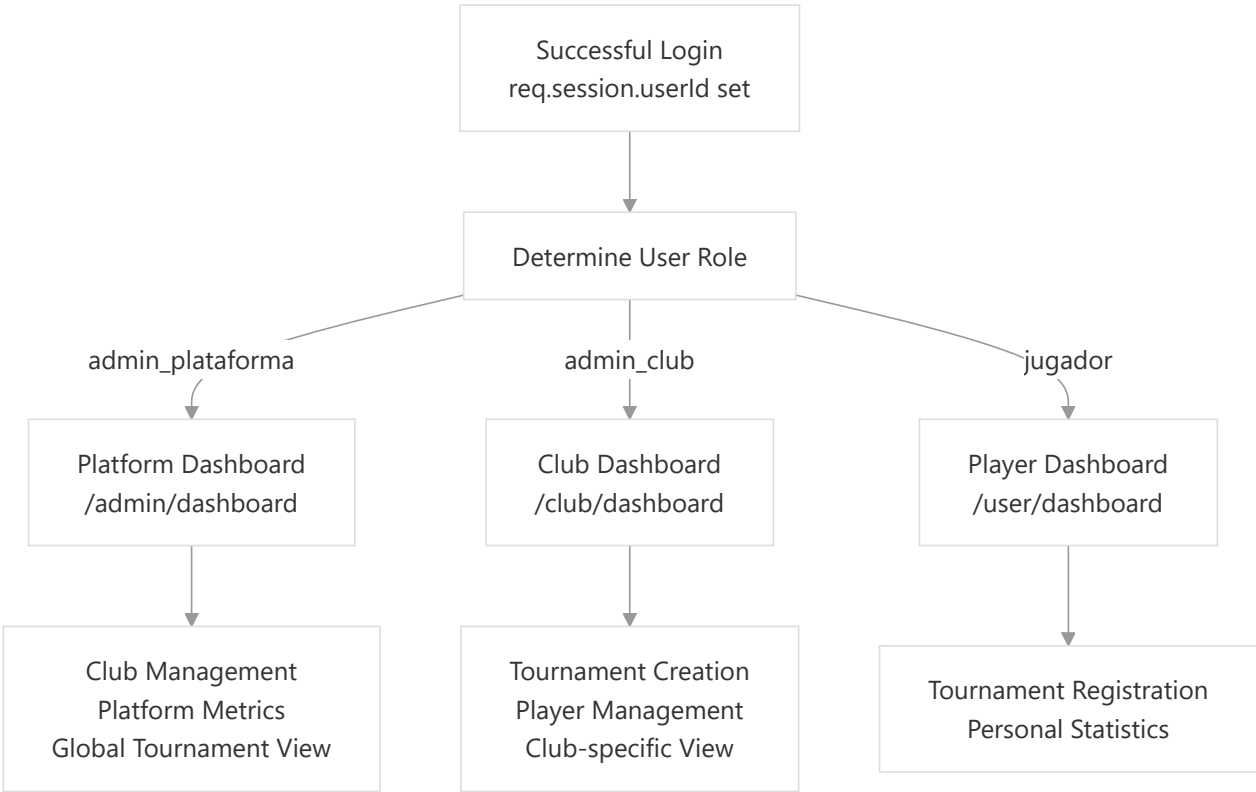 Successful Login
req.session.userId set
Determine User Role
admin_plataforma
admin_club
jugador
Platform Dashboard
/admin/dashboard
Club Dashboard
/club/dashboard
Player Dashboard
/user/dashboard
Club Management
Platform Metrics
Global Tournament View
Tournament Creation
Player Management
Club-specific View
Tournament Registration
Personal Statistics